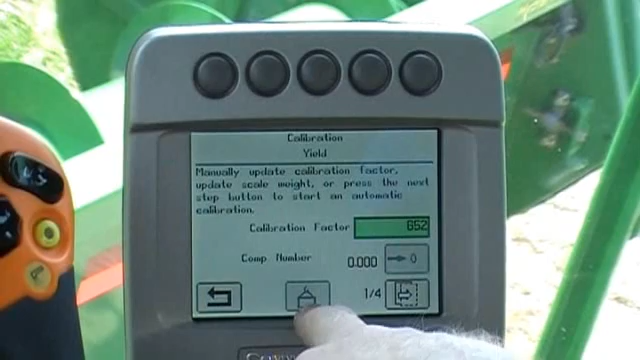 Calibration
Yield
Manually update calibration factor,
update scale weight, or press the next
step button to start an automatic
calibration.
Calibration Factor 652
Comp Number 0.000 → 0
1/4